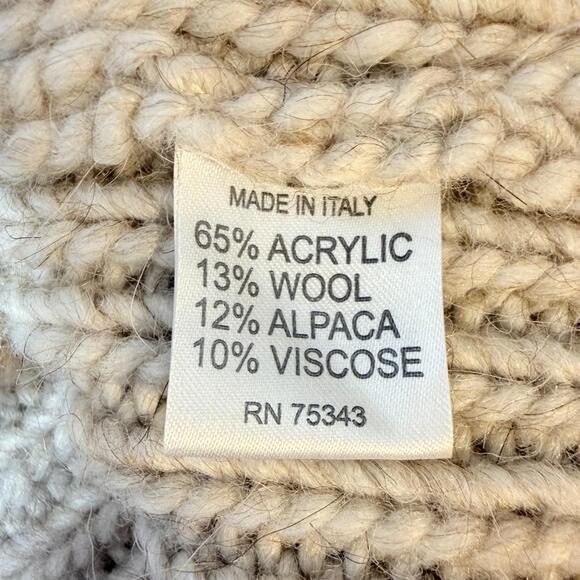 MADE IN ITALY
65% ACRYLIC
13% WOOL
12% ALPACA
10% VISCOSE
RN 75343